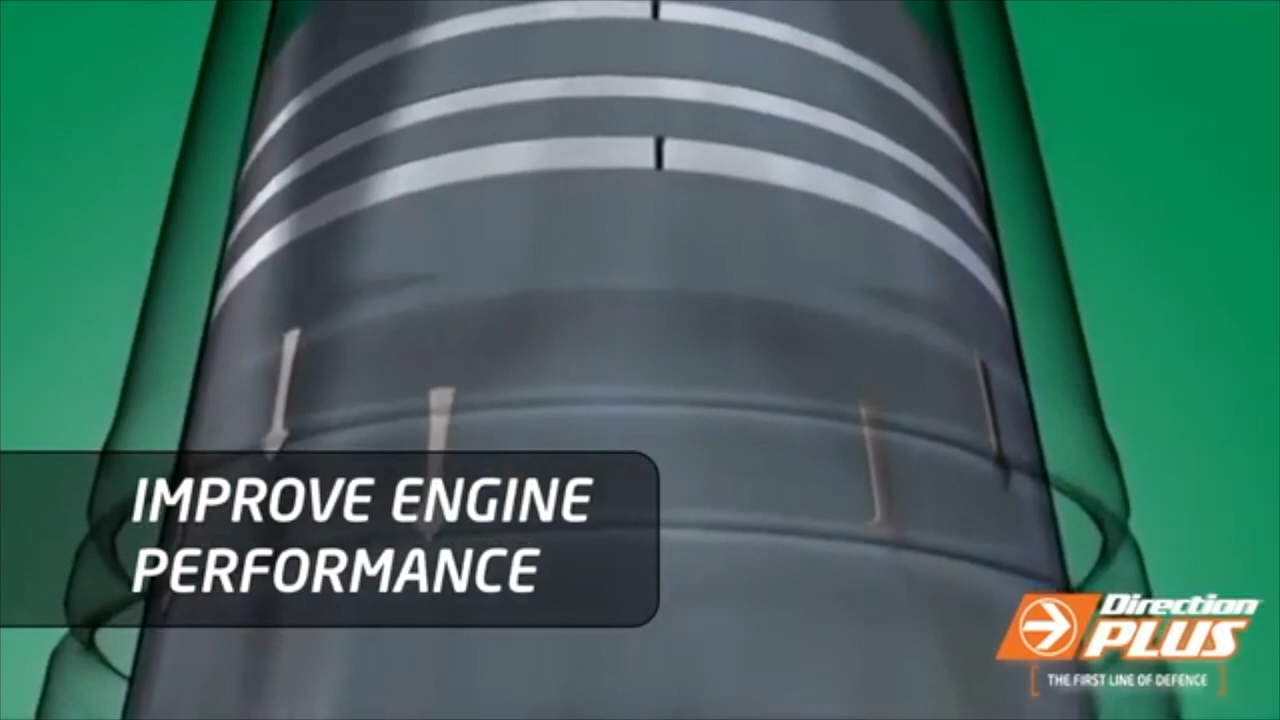 IMPROVE ENGINE
PERFORMANCE
Direction
PLUS
THE FIRST LINE OF DEFENCE